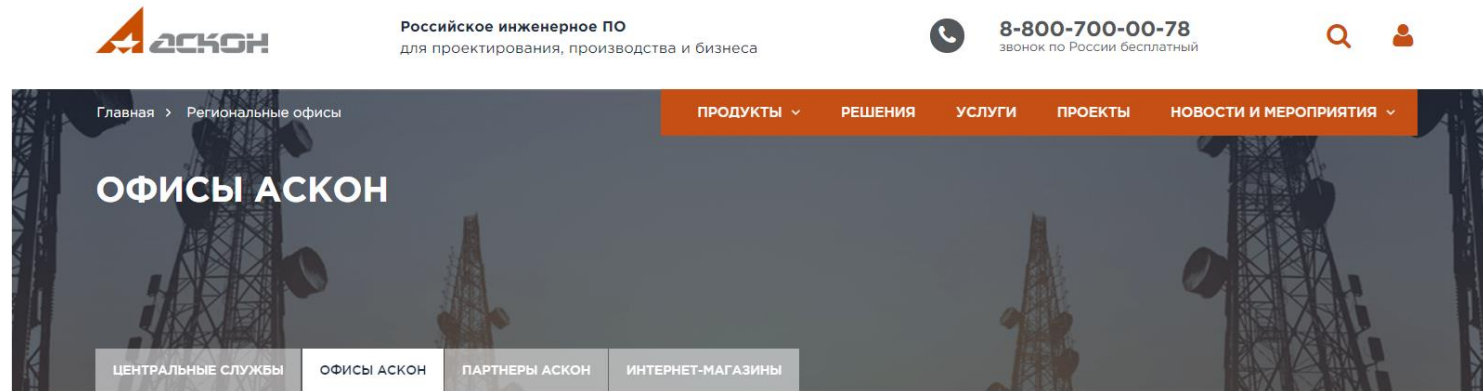 АСКОН
Российское инженерное ПО
для проектирования, производства и бизнеса
8-800-700-00-78
звонок по России бесплатный
Главная > Региональные офисы
ПРОДУКТЫ РЕШЕНИЯ УСЛУГИ ПРОЕКТЫ НОВОСТИ И МЕРОПРИЯТИЯ
ОФИСЫ АСКОН
ЦЕНТРАЛЬНЫЕ СЛУЖБЫ ОФИСЫ АСКОН ПАРТНЕРЫ АСКОН ИНТЕРНЕТ-МАГАЗИНЫ